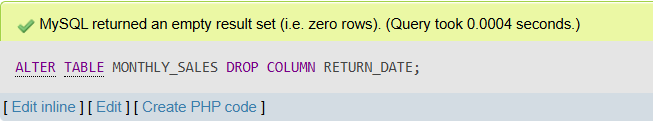 MySQL returned an empty result set (i.e. zero rows). (Query took 0.0004 seconds.)
ALTER TABLE MONTHLY_SALES DROP COLUMN RETURN_DATE;
[ Edit inline ] [ Edit ] [ Create PHP code ]